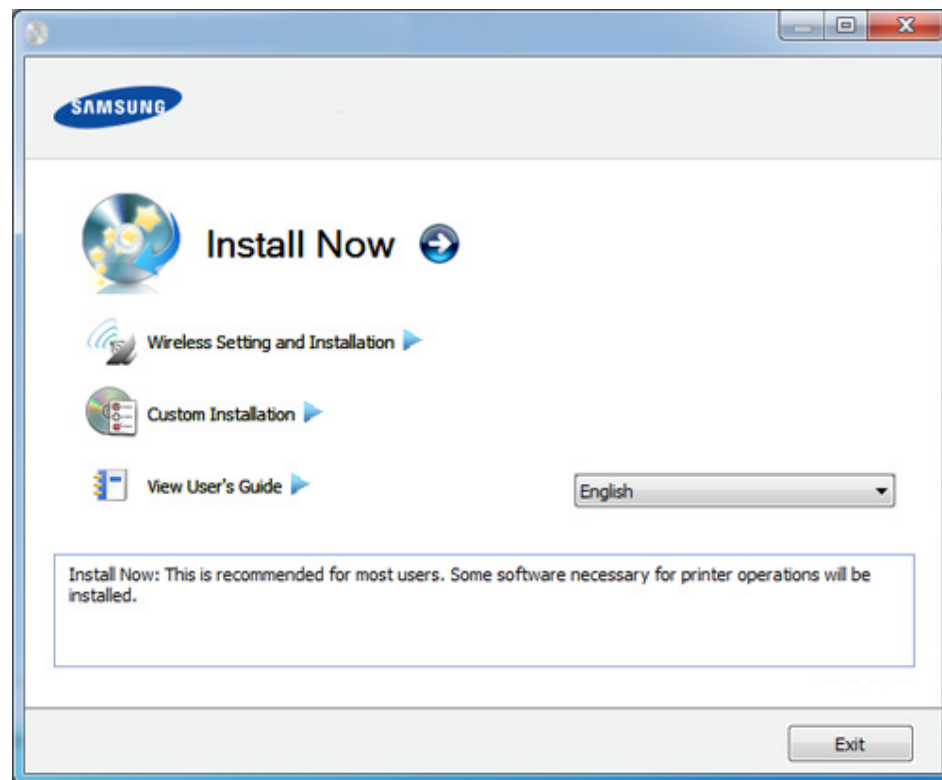 SAMSUNG
Install Now
Wireless Setting and Installation
Custom Installation
View User's Guide
English
Install Now: This is recommended for most users. Some software necessary for printer operations will be
installed.
Exit